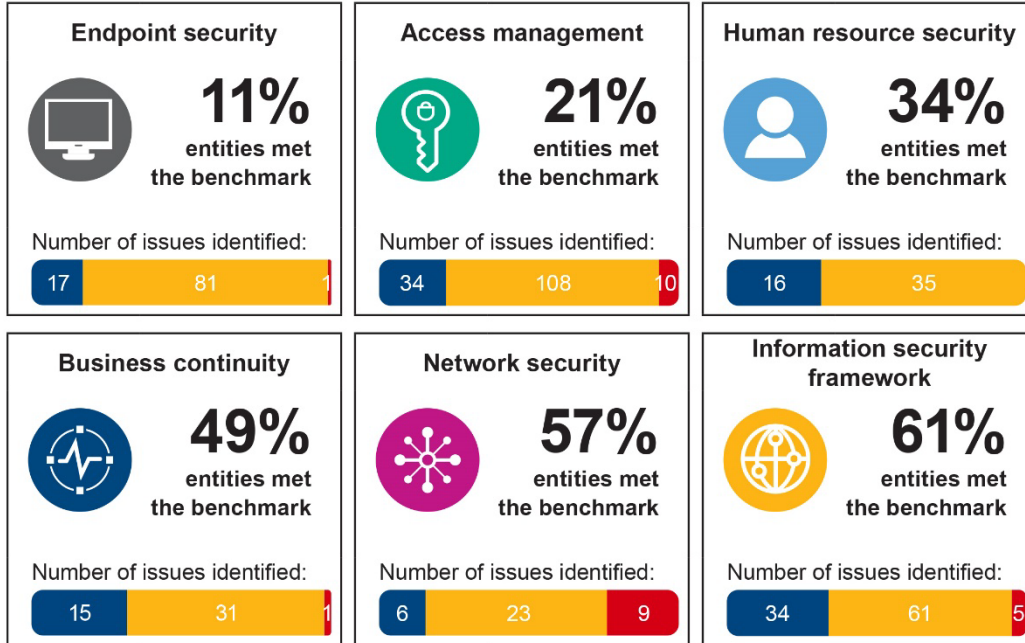 Endpoint security
11%
entities met
the benchmark
Number of issues identified:
17 81 1
Access management
21%
entities met
the benchmark
Number of issues identified:
34 108 10
Human resource security
34%
entities met
the benchmark
Number of issues identified:
16 35
Business continuity
49%
entities met
the benchmark
Number of issues identified:
15 31 1
Network security
57%
entities met
the benchmark
Number of issues identified:
6 23 9
Information security
framework
61%
entities met
the benchmark
Number of issues identified:
34 61 5